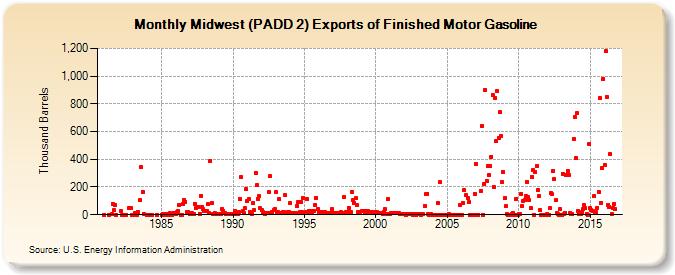 Monthly Midwest (PADD 2) Exports of Finished Motor Gasoline
Thousand Barrels
1,200
1,000
800
600
400
200
0
1985 1990 1995 2000 2005 2010 2015
Source: U.S. Energy Information Administration